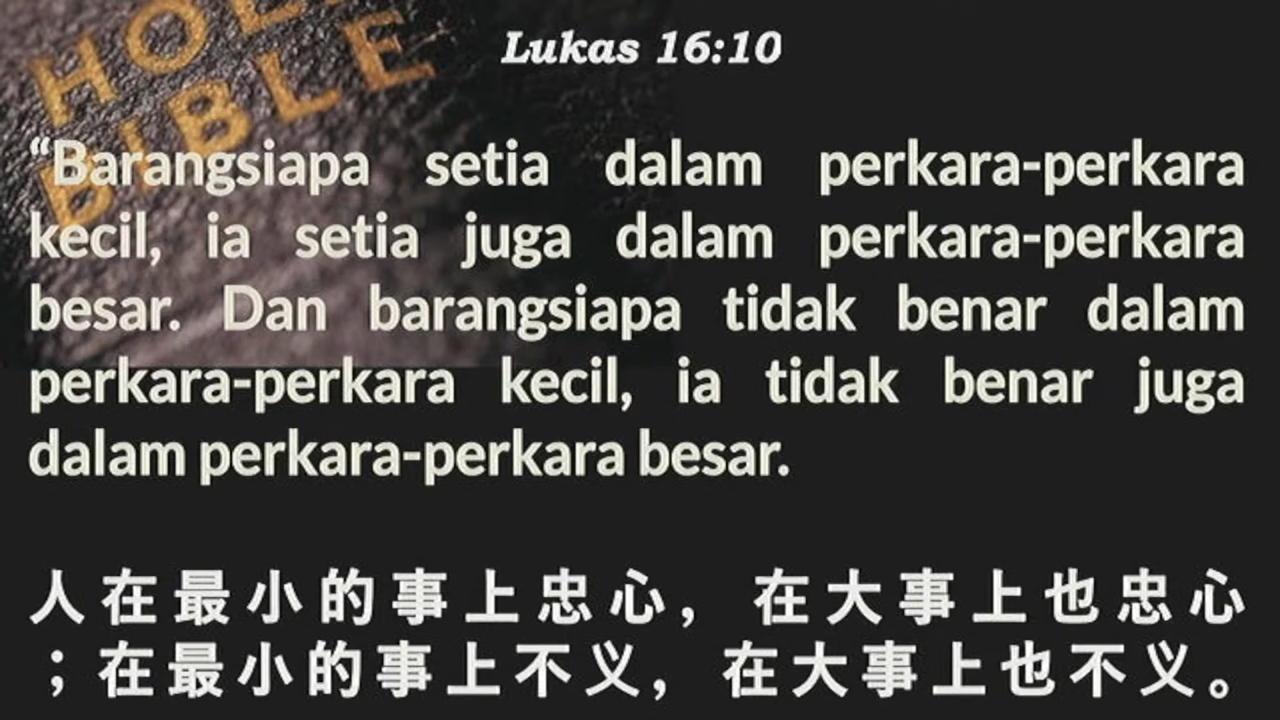 HOLY
BIBLE
Lukas 16:10
“Barangsiapa setia dalam perkara-perkara
kecil, ia setia juga dalam perkara-perkara
besar. Dan barangsiapa tidak benar dalam
perkara-perkara kecil, ia tidak benar juga
dalam perkara-perkara besar.
人在最小的事上忠心， 在大事上也忠心
；在最小的事上不义， 在大事上也不义。